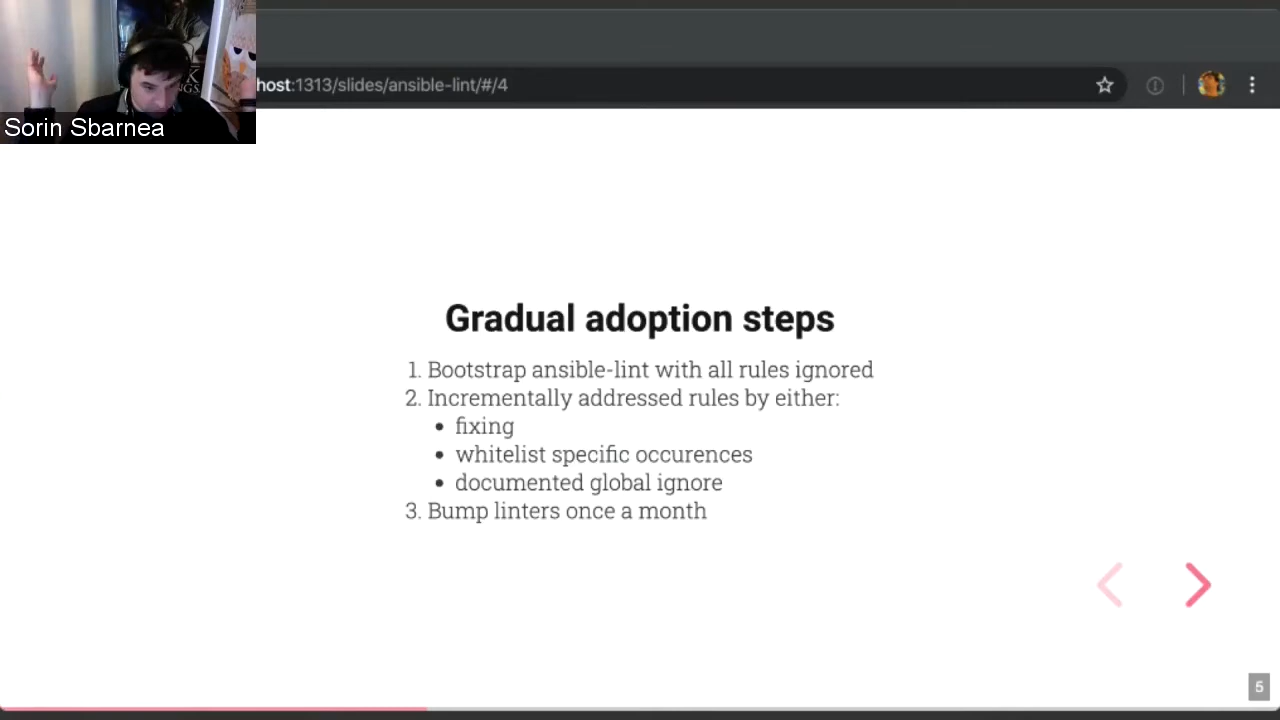 host:1313/slides/ansible-lint/#/4
Sorin Sbarnea
Gradual adoption steps
1. Bootstrap ansible-lint with all rules ignored
2. Incrementally addressed rules by either:
• fixing
• whitelist specific occurences
• documented global ignore
3. Bump linters once a month
5